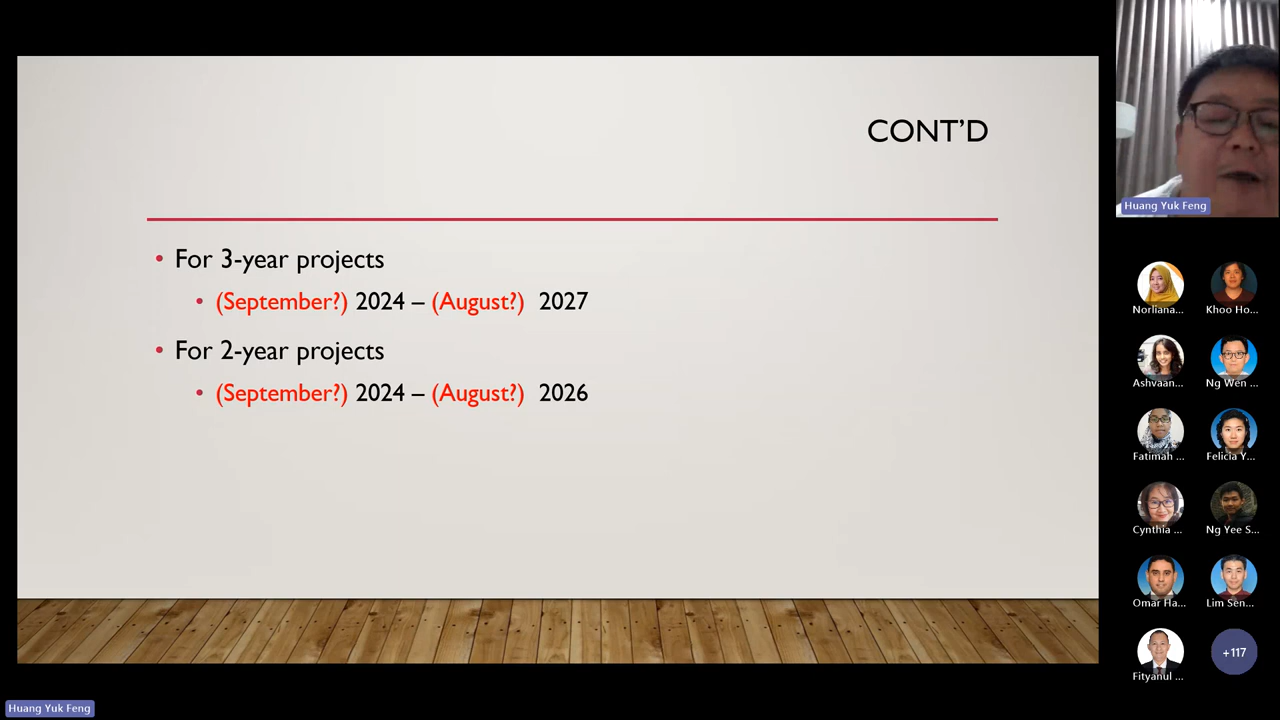 CONT’D
• For 3-year projects
• (September?) 2024 – (August?) 2027
• For 2-year projects
• (September?) 2024 – (August?) 2026
Huang Yuk Feng
Norliana... Khoo Ho...
Ashvaan... Ng Wen ...
Fatimah ... Felicia Y...
Cynthia ... Ng Yee S...
Omar Ha... Lim Sen...
Fityanul ... +117
Huang Yuk Feng